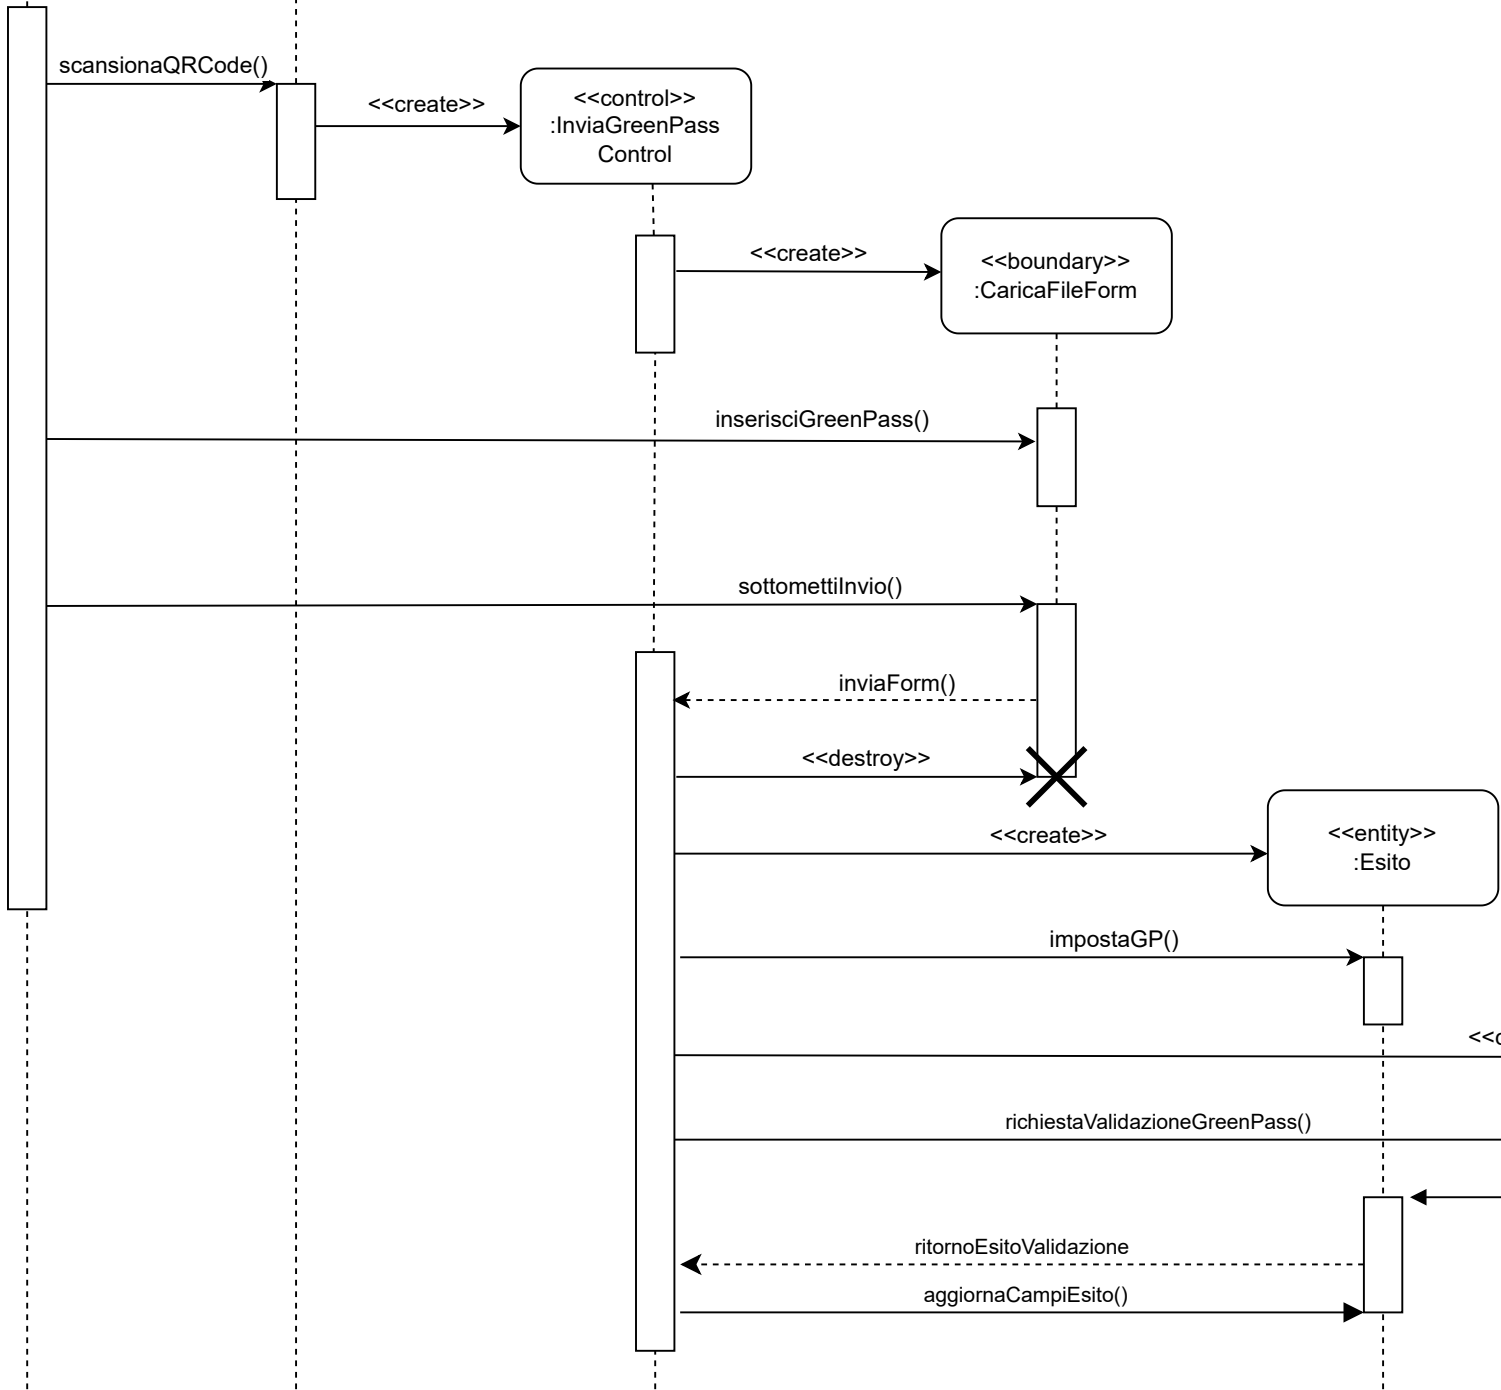 scansionaQRCode()
<<create>>
<<control>>
:InviaGreenPass
Control
<<create>>
<<boundary>>
:CaricaFileForm
inserisciGreenPass()
sottomettiInvio()
inviaForm()
<<destroy>>
<<create>>
<<entity>>
:Esito
impostaGP()
richiestaValidazioneGreenPass()
ritornoEsitoValidazione
aggiornaCampiEsito()